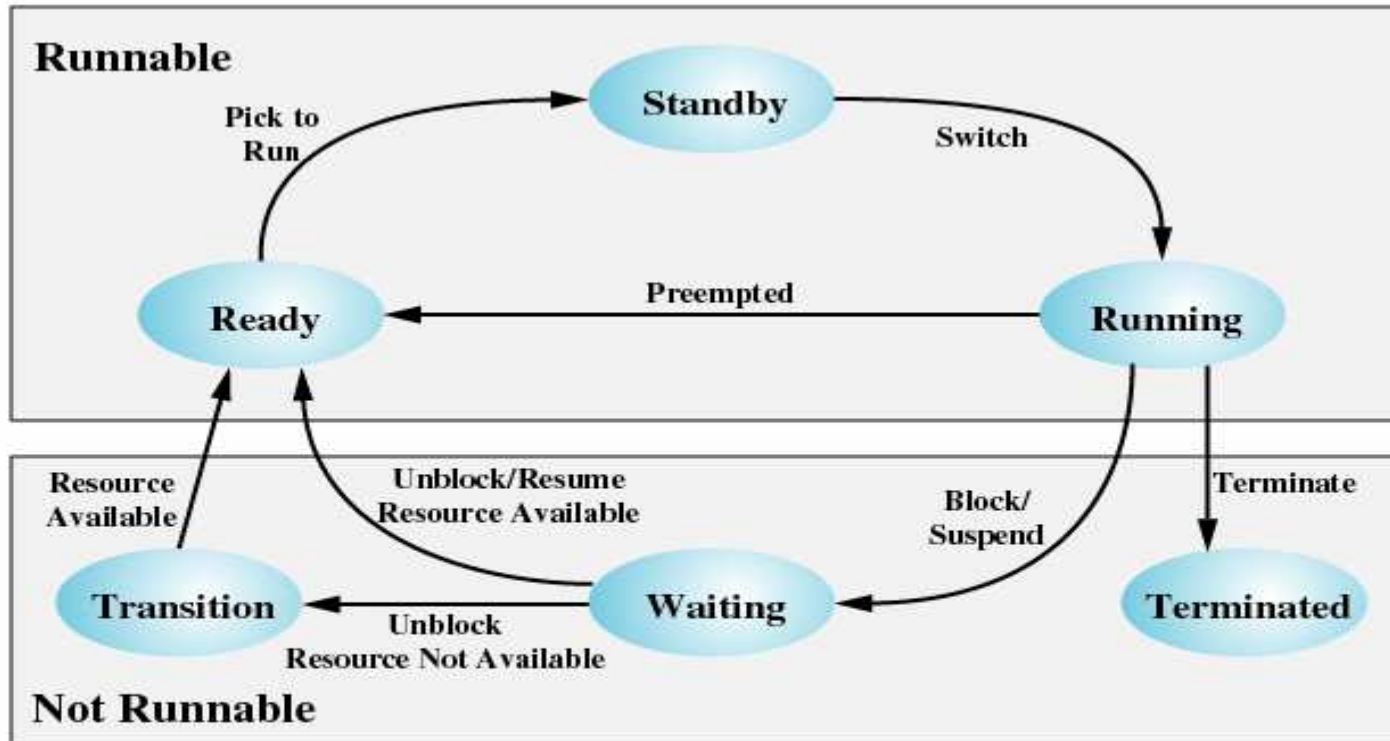 Runnable
Standby
Pick to
Run
Switch
Preempted
Ready
Running
Resource
Available
Unblock/Resume
Resource Available
Block/
Suspend
Terminate
Transition
Waiting
Terminated
Unblock
Resource Not Available
Not Runnable